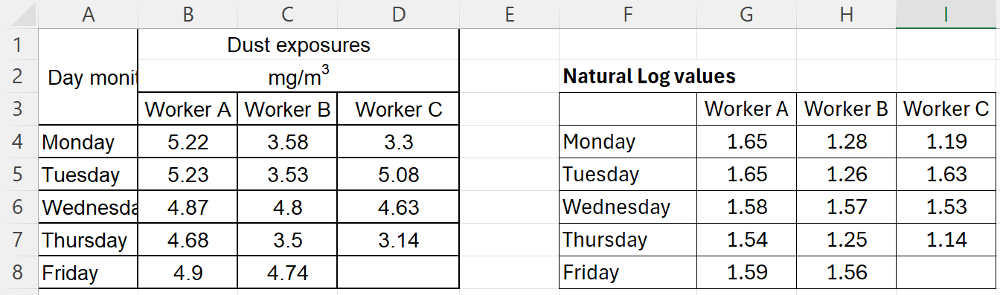 A B C D E F G H I
1 Dust exposures
2 Day monit mg/m³ Natural Log values
3 Worker A Worker B Worker C Worker A Worker B Worker C
4 Monday 5.22 3.58 3.3 Monday 1.65 1.28 1.19
5 Tuesday 5.23 3.53 5.08 Tuesday 1.65 1.26 1.63
6 Wednesda 4.87 4.8 4.63 Wednesday 1.58 1.57 1.53
7 Thursday 4.68 3.5 3.14 Thursday 1.54 1.25 1.14
8 Friday 4.9 4.74 Friday 1.59 1.56